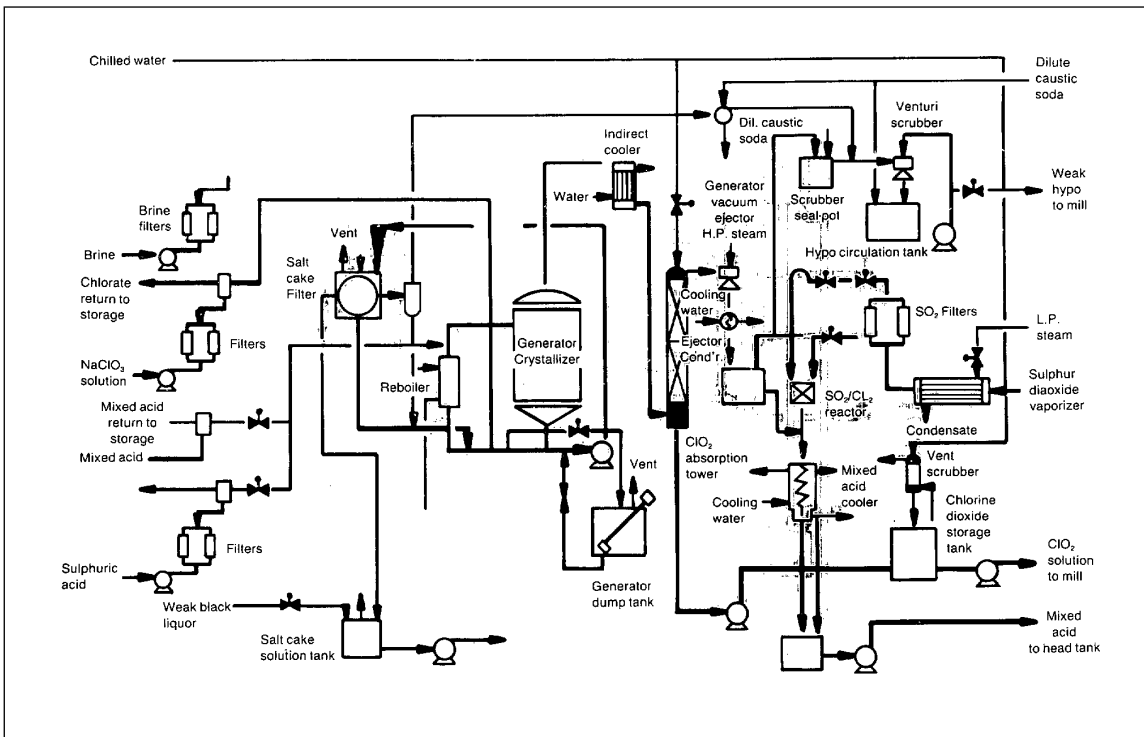 Chilled water
Dilute
caustic
soda
Dil. caustic
soda
Venturi
scrubber
Indirect
cooler
Water
Generator
vacuum
ejector
H.P. steam
Scrubber
seal-pot
Weak
hypo
to mill
Hypo circulation tank
Brine
filters
Brine
Vent
Salt
cake
Filter
Chlorate
return to
storage
Filters
NaClO₃
solution
Generator
Crystallizer
Reboiler
Cooling
water
Ejector
Cond'r.
SO₂ Filters
L.P.
steam
Sulphur
diaoxide
vaporizer
Condensate
SO₂/CL₂
reactor
Mixed acid
return to
storage
Mixed acid
ClO₂
absorption
tower
Vent
Mixed
acid
cooler
Cooling
water
Vent
scrubber
Chlorine
dioxide
storage
tank
Filters
Sulphuric
acid
Generator
dump tank
ClO₂
solution
to mill
Weak black
liquor
Salt cake
solution tank
Mixed
acid
to head tank